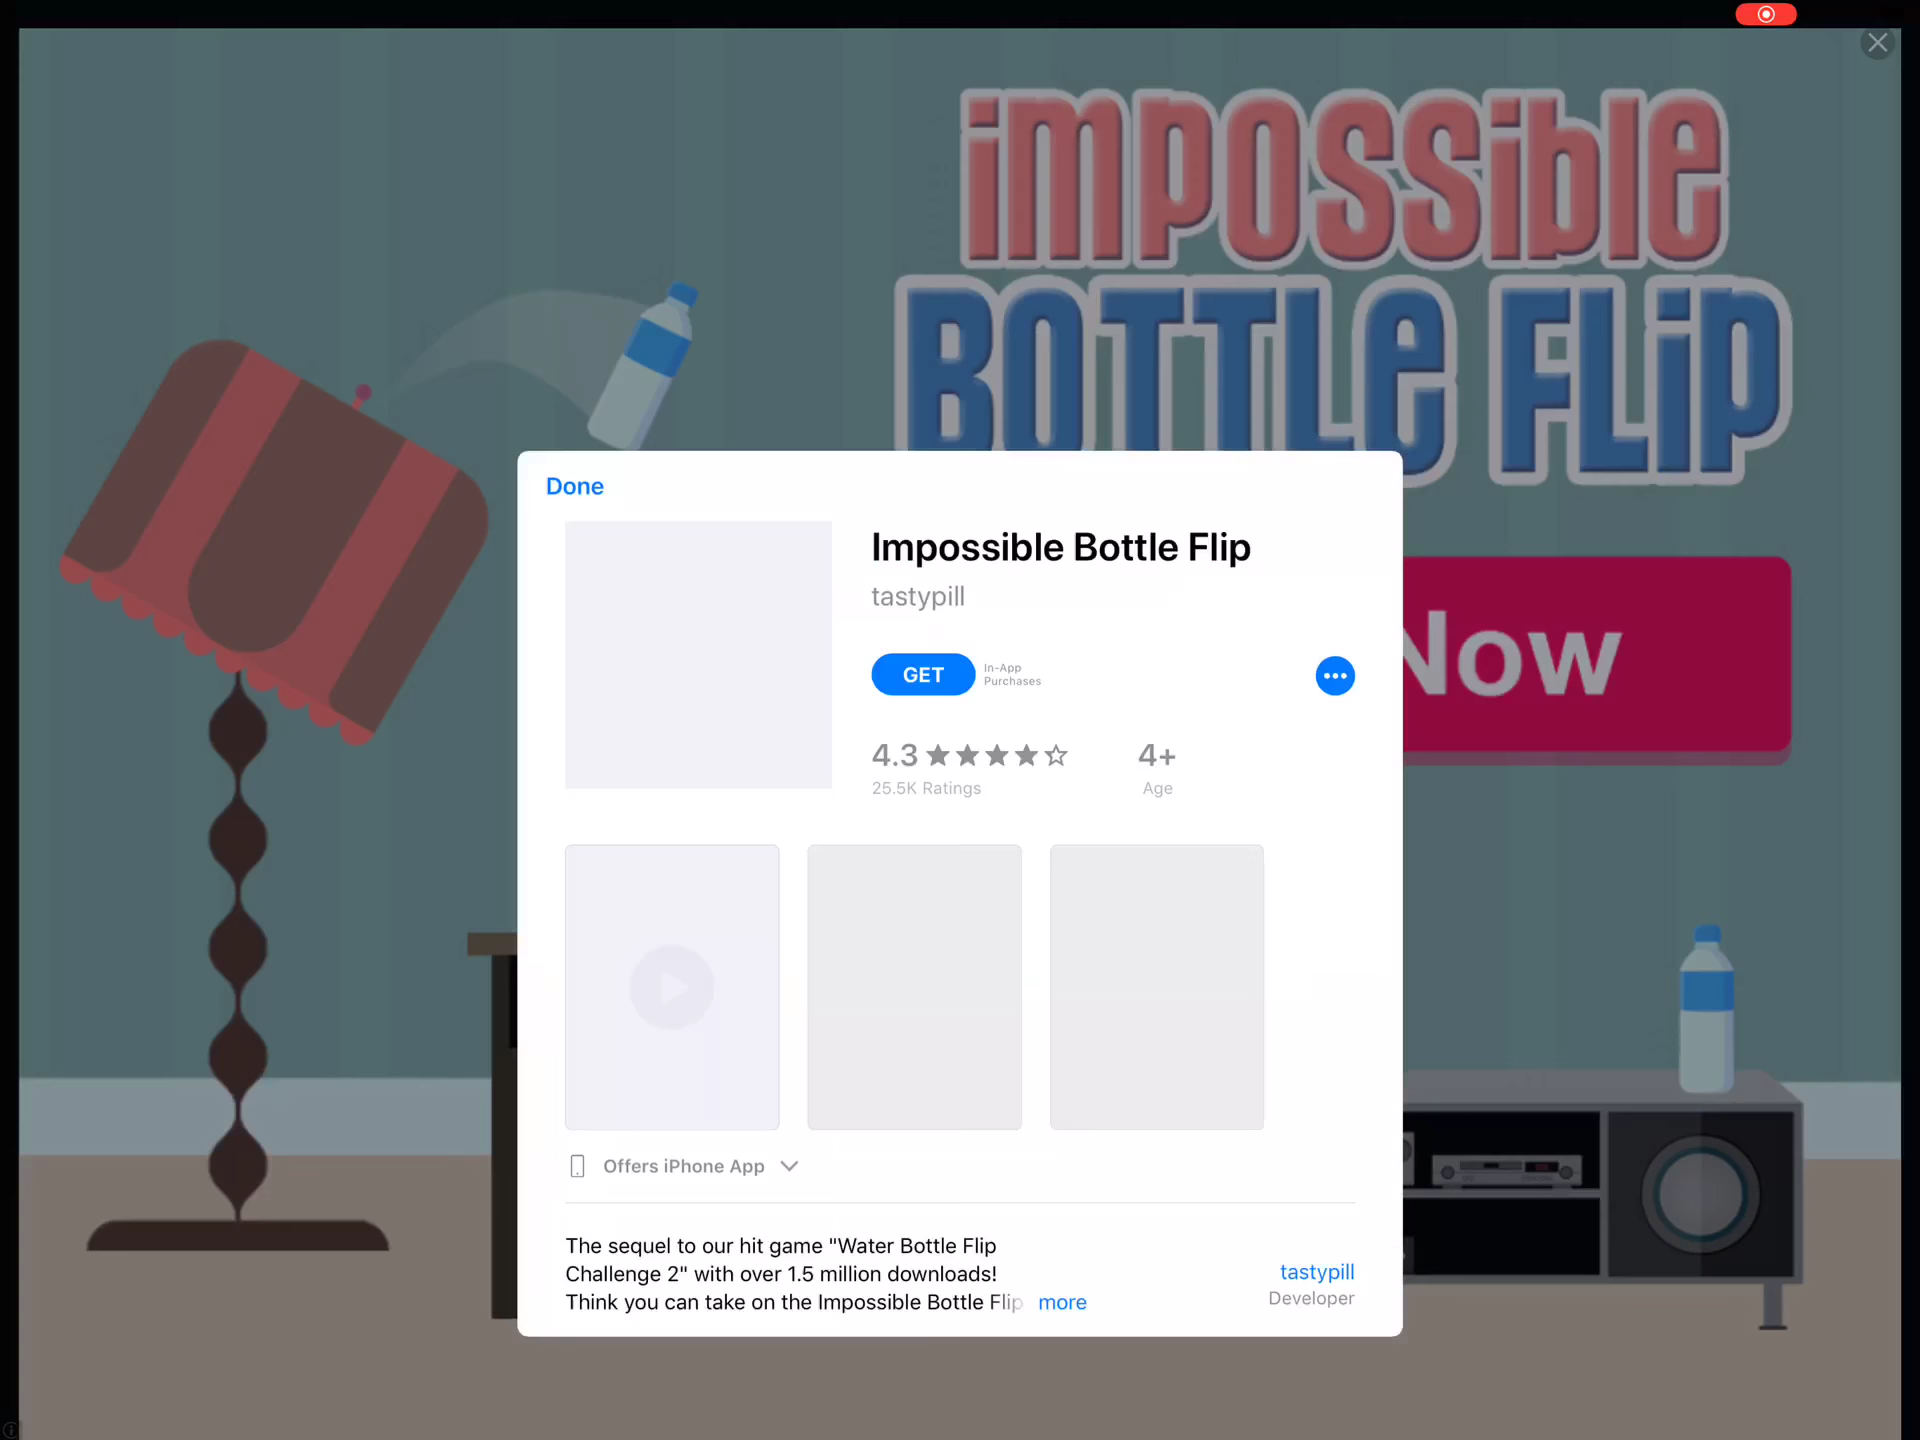 impossible
BOTTLE FLIP
Done
Impossible Bottle Flip
tastypill
GET
In-App
Purchases
4.3
4+
25.5K Ratings
Age
Now
Offers iPhone App
The sequel to our hit game "Water Bottle Flip
Challenge 2" with over 1.5 million downloads!
Think you can take on the Impossible Bottle Flip more
tastypill
Developer